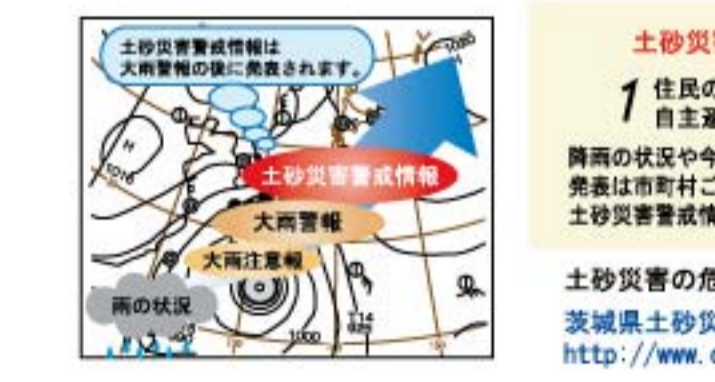 土砂災害警戒情報は
大雨警報の後に発表されます。
土砂災害警戒情報
大雨警報
大雨注意報
雨の状況
H
1016
1000
土砂災
1 住民の
自主
降雨の状況や今
発表は市町村ご
土砂災害警戒情
土砂災害の危
茨城県土砂災
http://www.